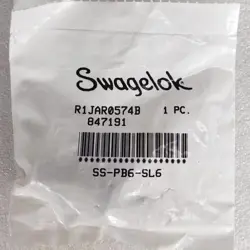 Swagelok
R1JAR0574B 1 PC.
847191
SS-PB6-SL6